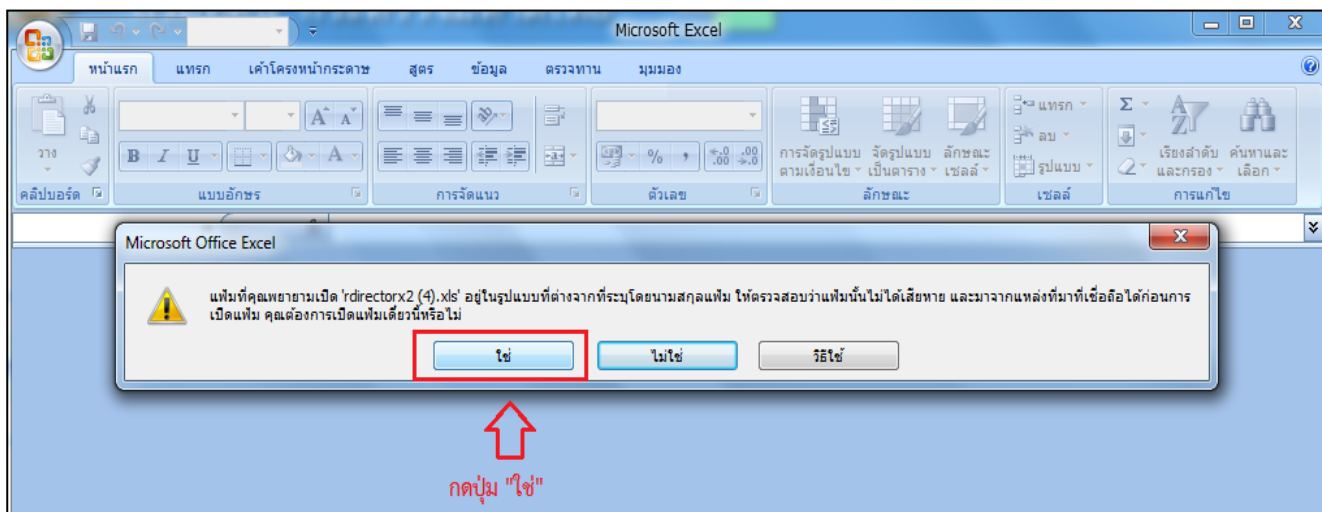 Microsoft Excel
หน้าแรก แทรก เค้าโครงหน้ากระดาษ สูตร ข้อมูล ตรวจทาน มุมมอง
วาง
B I U A A A
% , .0 .00 .00 .0
การจัดรูปแบบ ตามเงื่อนไข
จัดรูปแบบ เป็นตาราง
ลักษณะ เซลล์
แทรก
ลบ
รูปแบบ
Σ
เรียงลำดับ และกรอง
ค้นหาและ เลือก
คลิปบอร์ด แบบอักษร การจัดแนว ตัวเลข ลักษณะ เซลล์ การแก้ไข
Microsoft Office Excel
แฟ้มที่คุณพยายามเปิด 'rdirectorx2 (4).xls' อยู่ในรูปแบบที่ต่างจากที่ระบุโดยนามสกุลแฟ้ม ให้ตรวจสอบว่าแฟ้มนั้นไม่ได้เสียหาย และมาจากแหล่งที่มาที่เชื่อถือได้ก่อนการ
เปิดแฟ้ม คุณต้องการเปิดแฟ้มเดี๋ยวนี้หรือไม่
ใช่ ไม่ใช่ วิธีใช้
กดปุ่ม "ใช่"